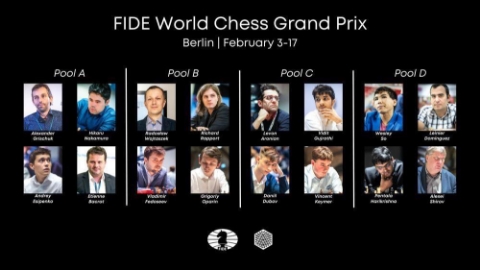 FIDE World Chess Grand Prix
Berlin | February 3-17
Pool A
Pool B
Pool C
Pool D
Alexander
Grischuk
Hikaru
Nakamura
Radoslaw
Wojtaszek
Richard
Rapport
Levon
Aronian
Vidit
Gujrathi
Wesley
So
Leinier
Dominguez
Andrey
Esipenko
Etienne
Bacrot
Vladimir
Fedoseev
Grigoriy
Oparin
Daniil
Dubov
Vincent
Keymer
Pentala
Harikrishna
Alexei
Shirov